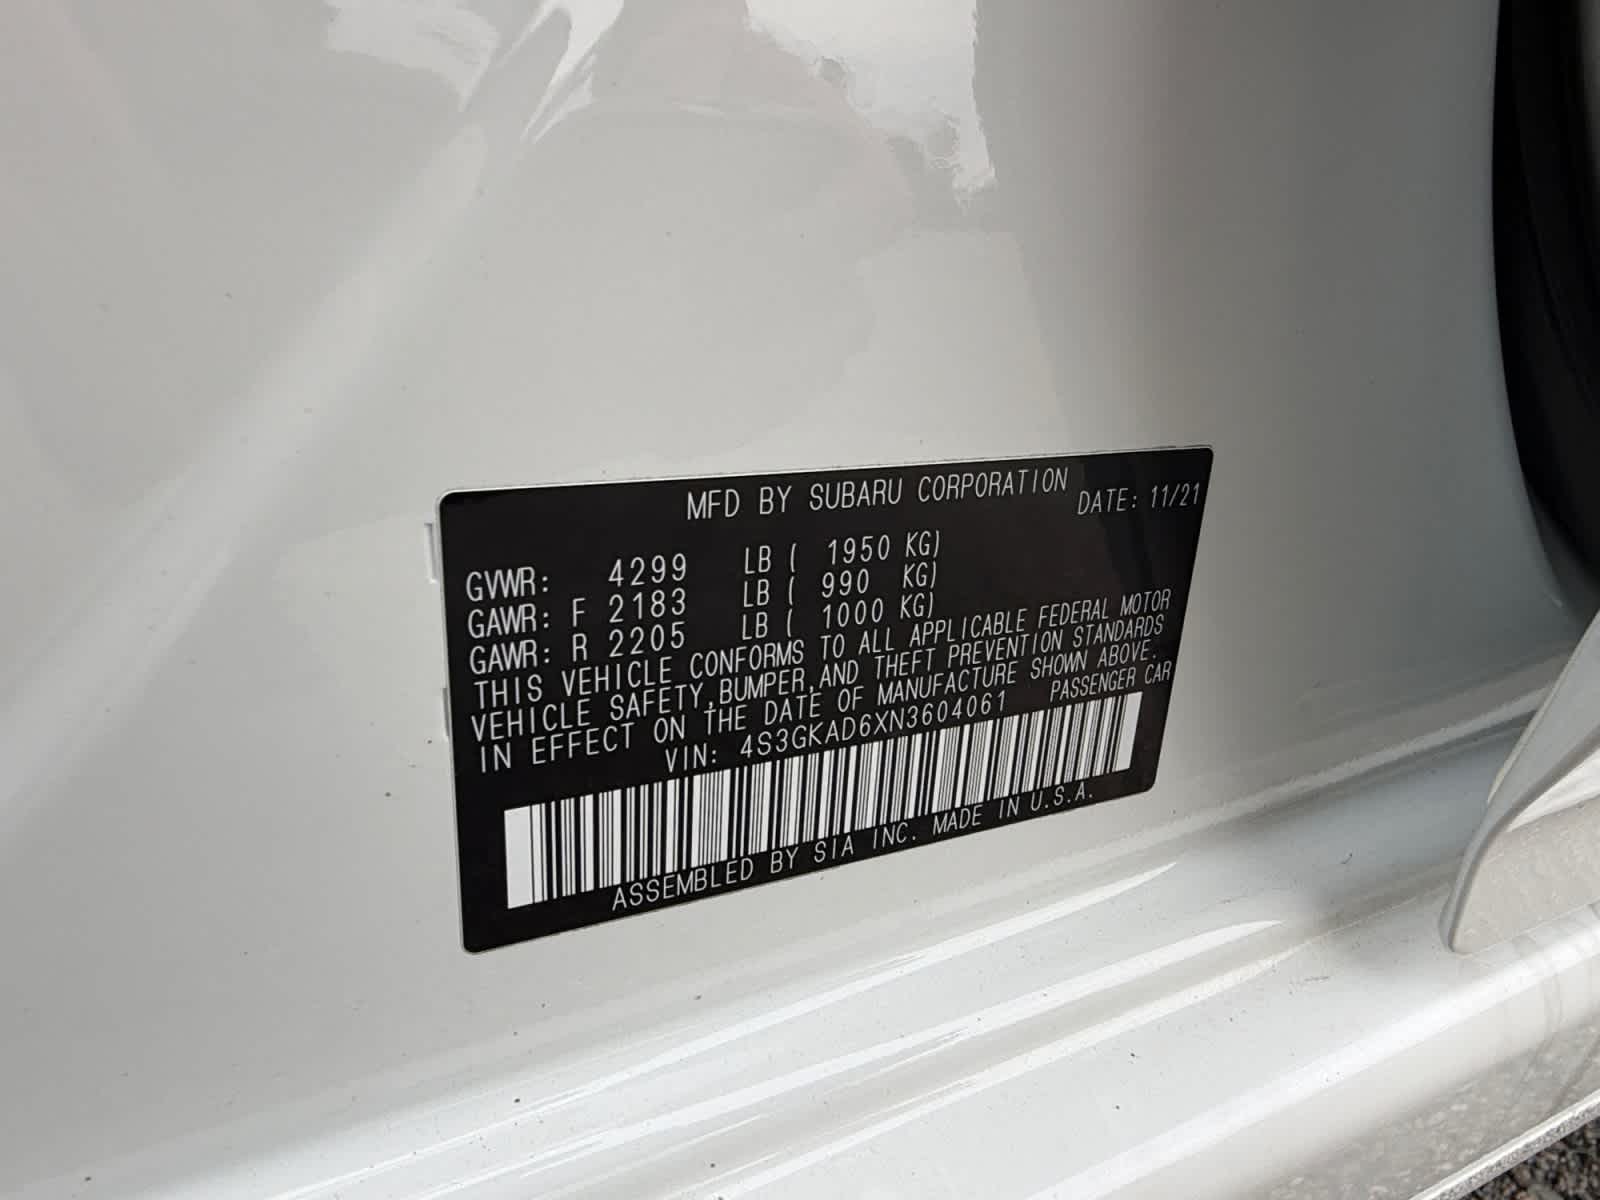 MFD BY SUBARU CORPORATION DATE: 11/21
GVWR: 4299 LB ( 1950 KG)
GAWR: F 2183 LB ( 990 KG)
GAWR: R 2205 LB ( 1000 KG)
THIS VEHICLE CONFORMS TO ALL APPLICABLE FEDERAL MOTOR
VEHICLE SAFETY,BUMPER,AND THEFT PREVENTION STANDARDS
IN EFFECT ON THE DATE OF MANUFACTURE SHOWN ABOVE.
VIN: 4S3GKAD6XN3604061 PASSENGER CAR
ASSEMBLED BY SIA INC. MADE IN U.S.A.